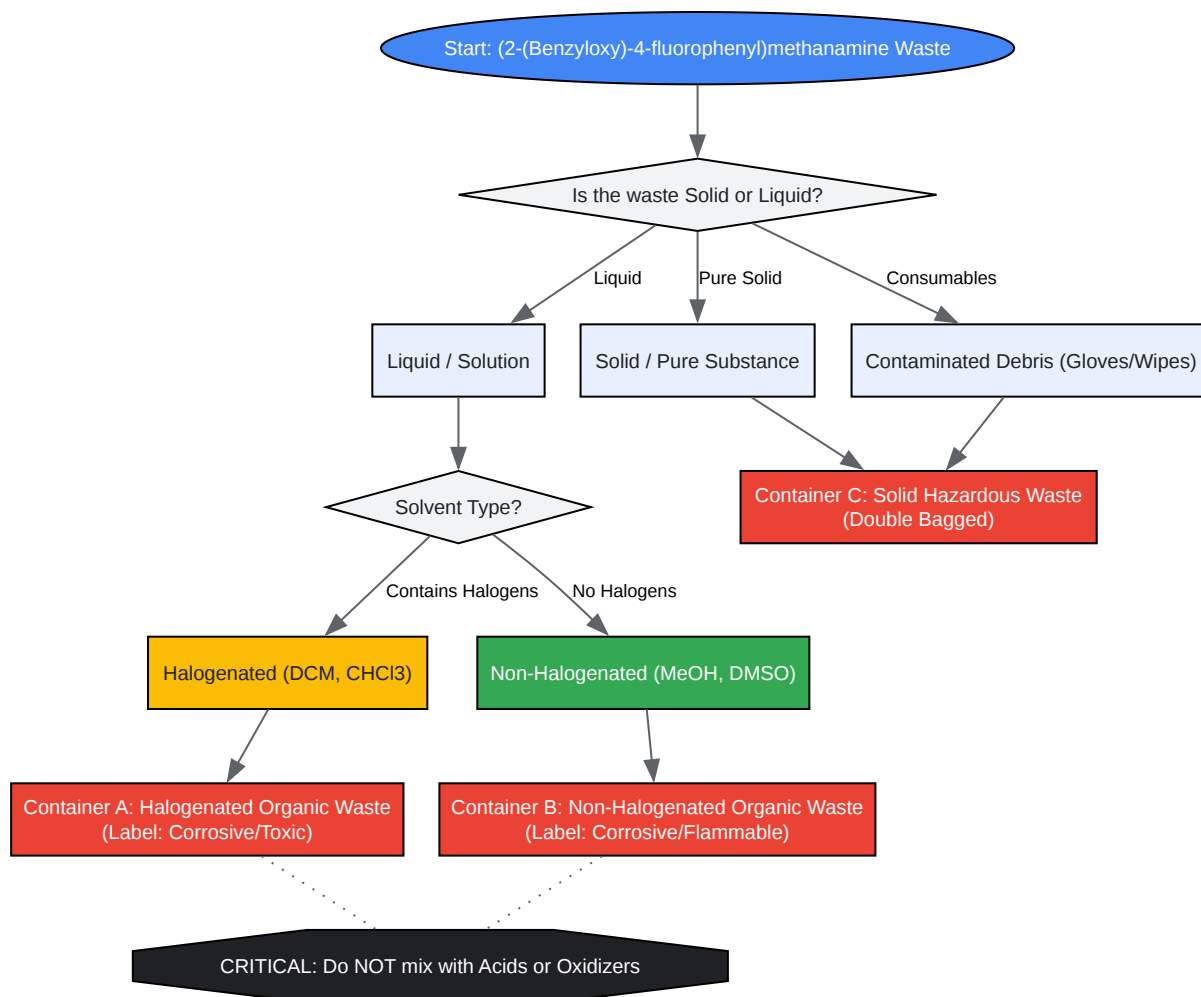 Start: (2-(Benzyloxy)-4-fluorophenyl)methanamine Waste
Is the waste Solid or Liquid?
Liquid
Pure Solid
Consumables
Liquid / Solution
Solid / Pure Substance
Contaminated Debris (Gloves/Wipes)
Container C: Solid Hazardous Waste
(Double Bagged)
Solvent Type?
Contains Halogens
No Halogens
Halogenated (DCM, CHCl3)
Non-Halogenated (MeOH, DMSO)
Container A: Halogenated Organic Waste
(Label: Corrosive/Toxic)
Container B: Non-Halogenated Organic Waste
(Label: Corrosive/Flammable)
CRITICAL: Do NOT mix with Acids or Oxidizers